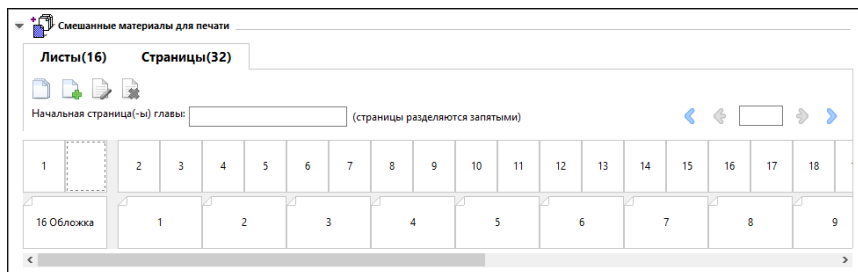 Смешанные материалы для печати
Листы(16) Страницы(32)
Начальная страница(-ы) главы: (страницы разделяются запятыми)
1 2 3 4 5 6 7 8 9 10 11 12 13 14 15 16 17 18
16 Обложка 1 2 3 4 5 6 7 8 9